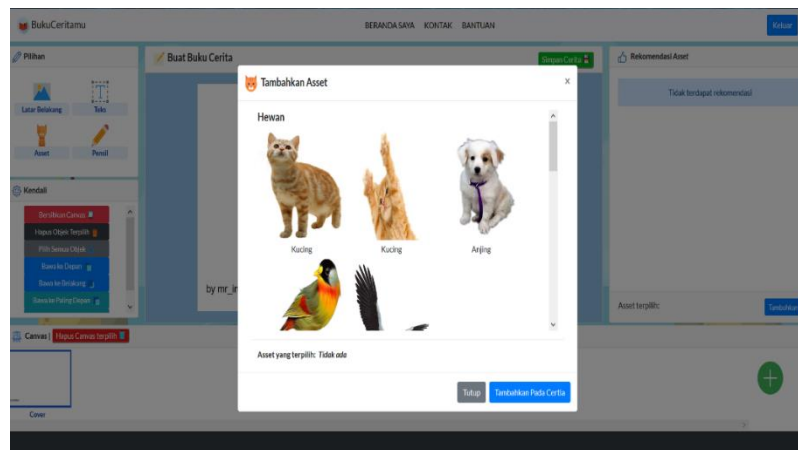 BukuCeritamu
BERANDA SAYA KONTAK BANTUAN
Keluar
Pilihan
Latar Belakang
Teks
Asset
Pensil
Kendali
Bersihkan Canvas
Hapus Objek Terpilih
Pilih Semua Objek
Bawa ke Depan
Bawa ke Belakang
Bawa ke Paling Depan
Buat Buku Cerita
Simpan Cerita
by mr_in
Tambahkan Asset
x
Hewan
Kucing
Kucing
Anjing
Asset yang terpilih: Tidak ada
Tutup
Tambahkan Pada Certia
Rekomendasi Asset
Tidak terdapat rekomendasi
Asset terpilih:
Tambahkan
Canvas | Hapus Canvas terpilih
Cover